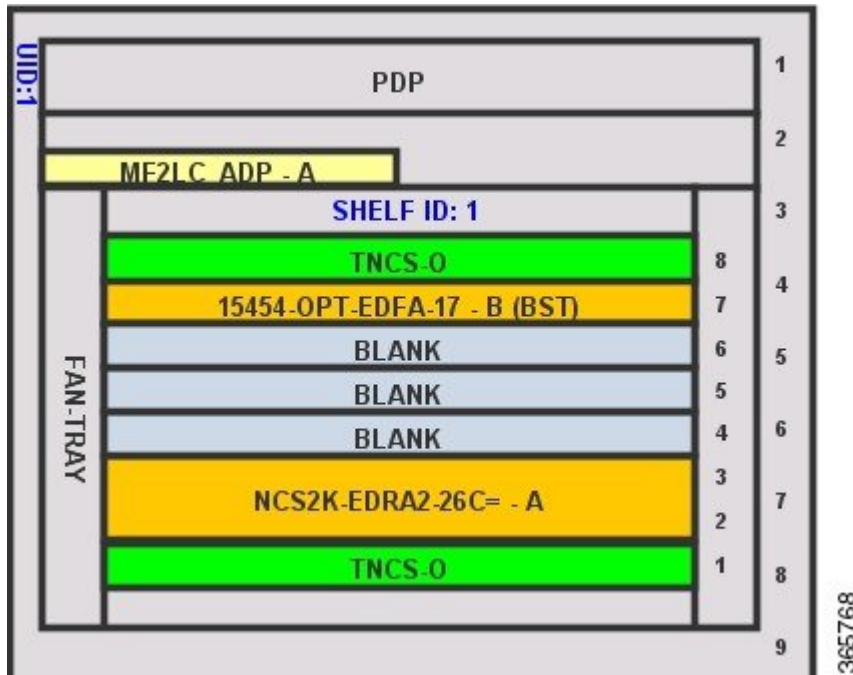 UID:1
PDP
1
2
MF2LC ADP - A
SHELF ID: 1
3
TNCS-O
8
4
15454-OPT-EDFA-17 - B (BST)
7
BLANK
6
5
BLANK
5
BLANK
4
6
FAN-TRAY
NCS2K-EDRA2-26C= - A
3
2
7
TNCS-O
1
8
9
365768